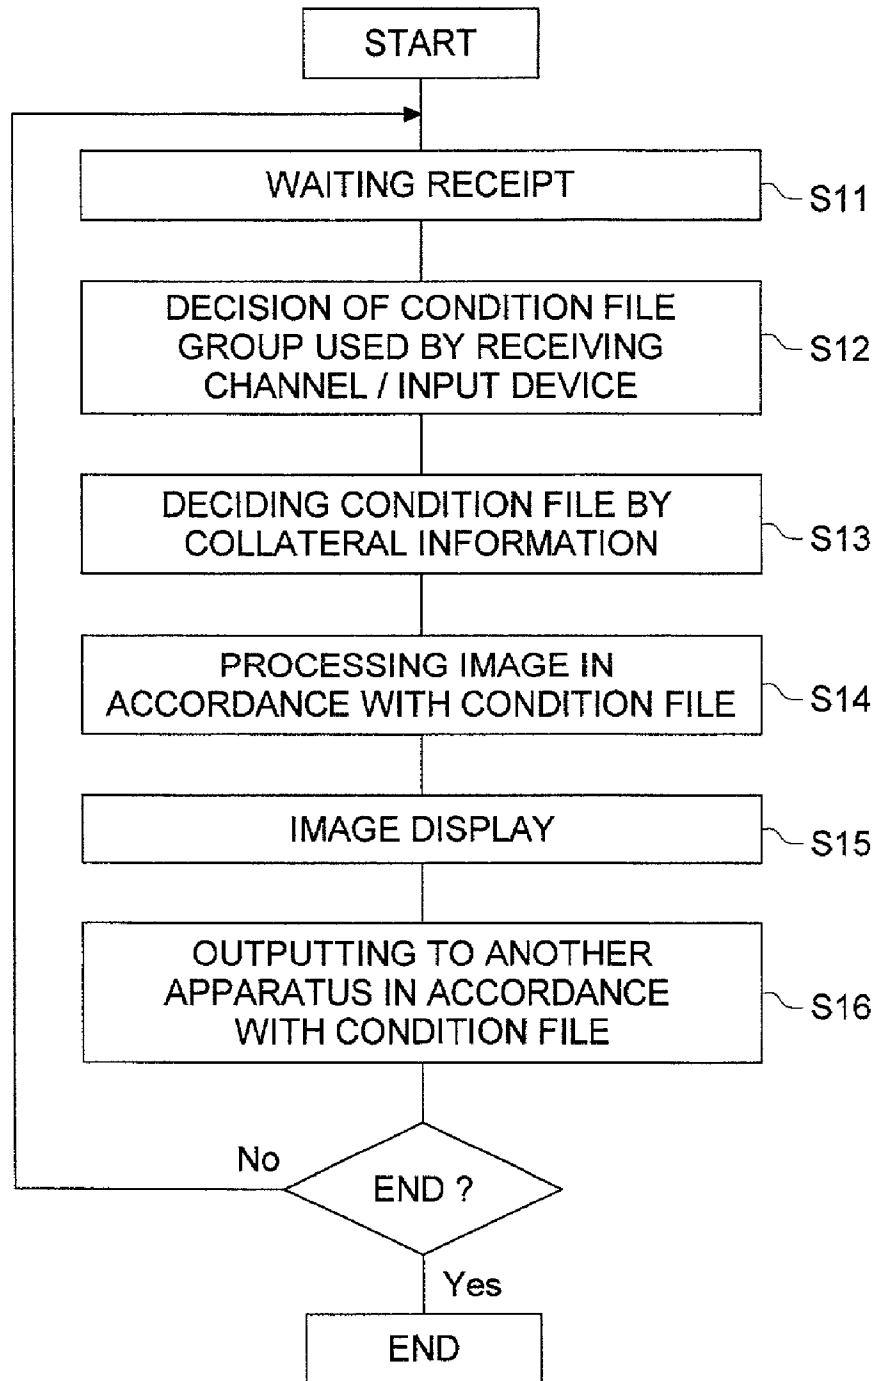 START
WAITING RECEIPT
S11
DECISION OF CONDITION FILE
GROUP USED BY RECEIVING
CHANNEL / INPUT DEVICE
S12
DECIDING CONDITION FILE BY
COLLATERAL INFORMATION
S13
PROCESSING IMAGE IN
ACCORDANCE WITH CONDITION FILE
S14
IMAGE DISPLAY
S15
OUTPUTTING TO ANOTHER
APPARATUS IN ACCORDANCE
WITH CONDITION FILE
S16
No
END ?
Yes
END